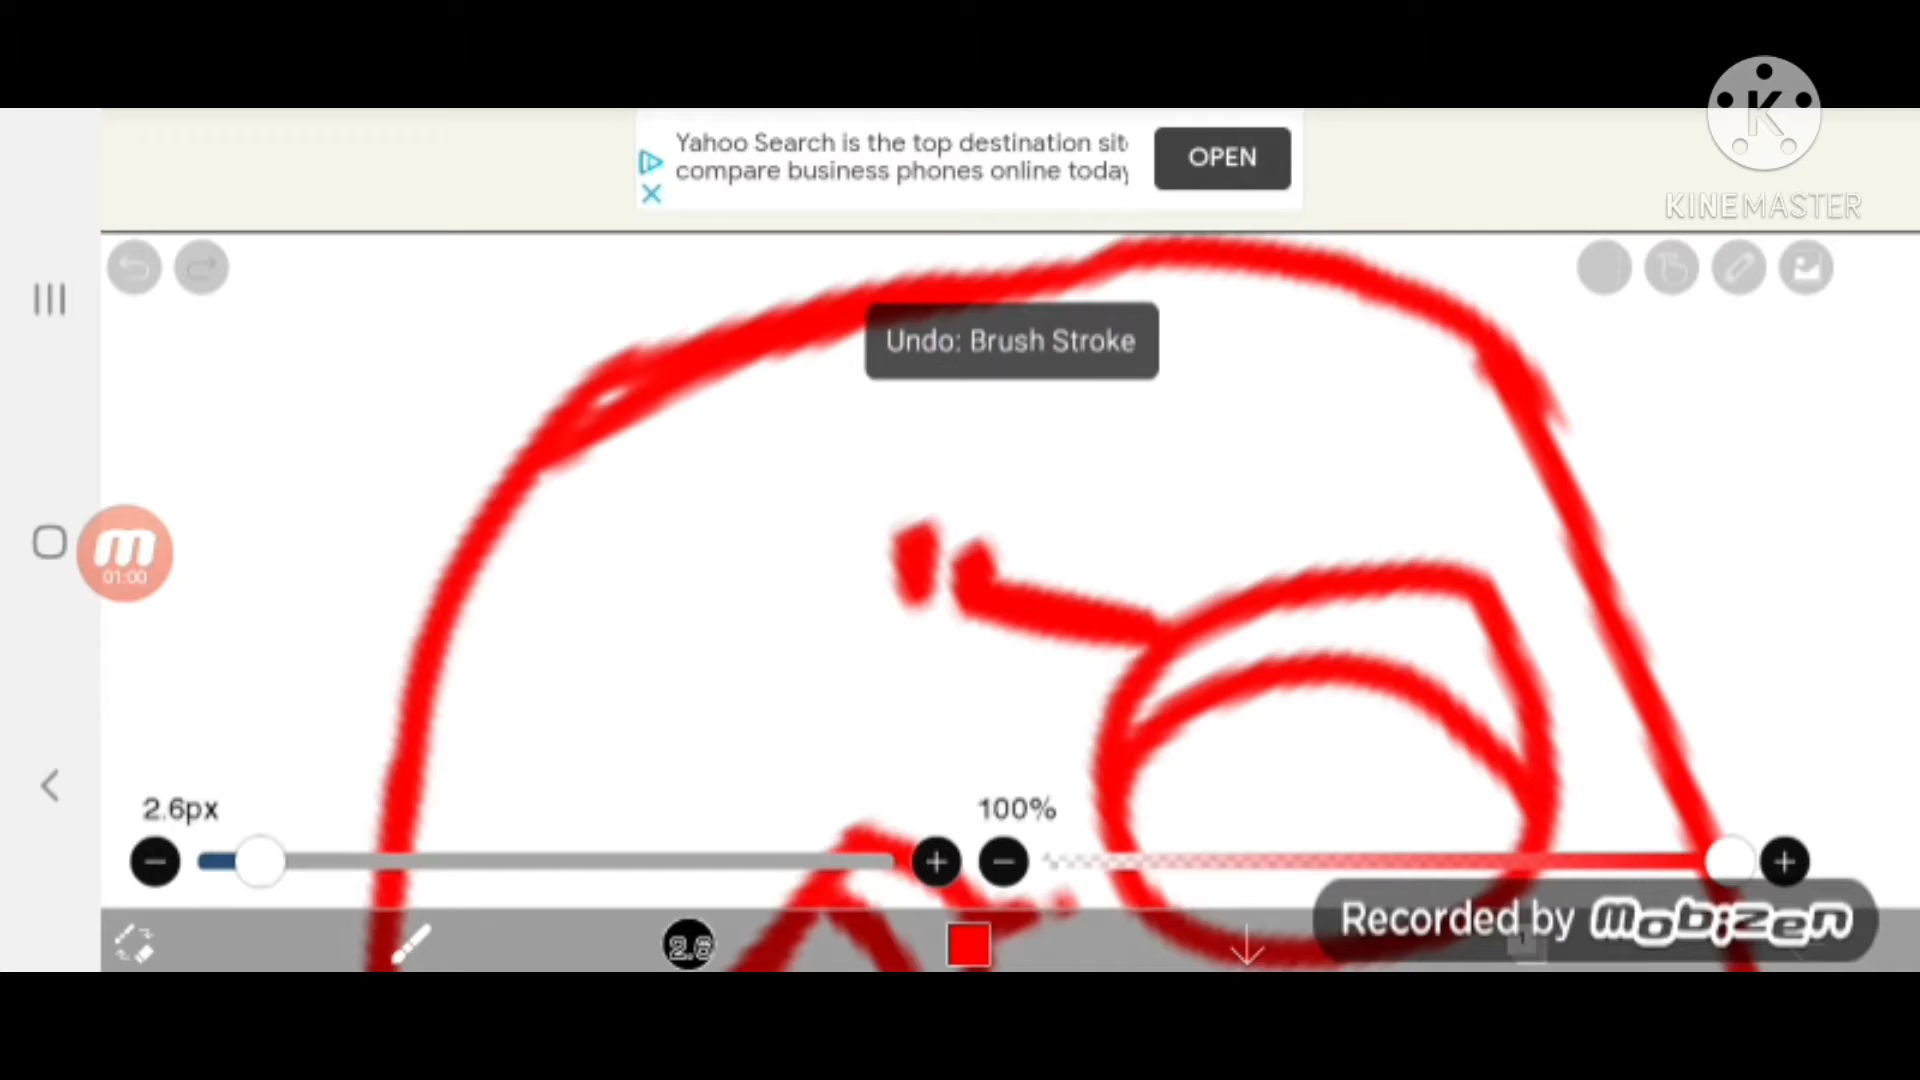 Yahoo Search is the top destination sit
compare business phones online today
OPEN
K
KINEMASTER
Undo: Brush Stroke
m
01:00
2.6px
100%
2.6
Recorded by Mobizen